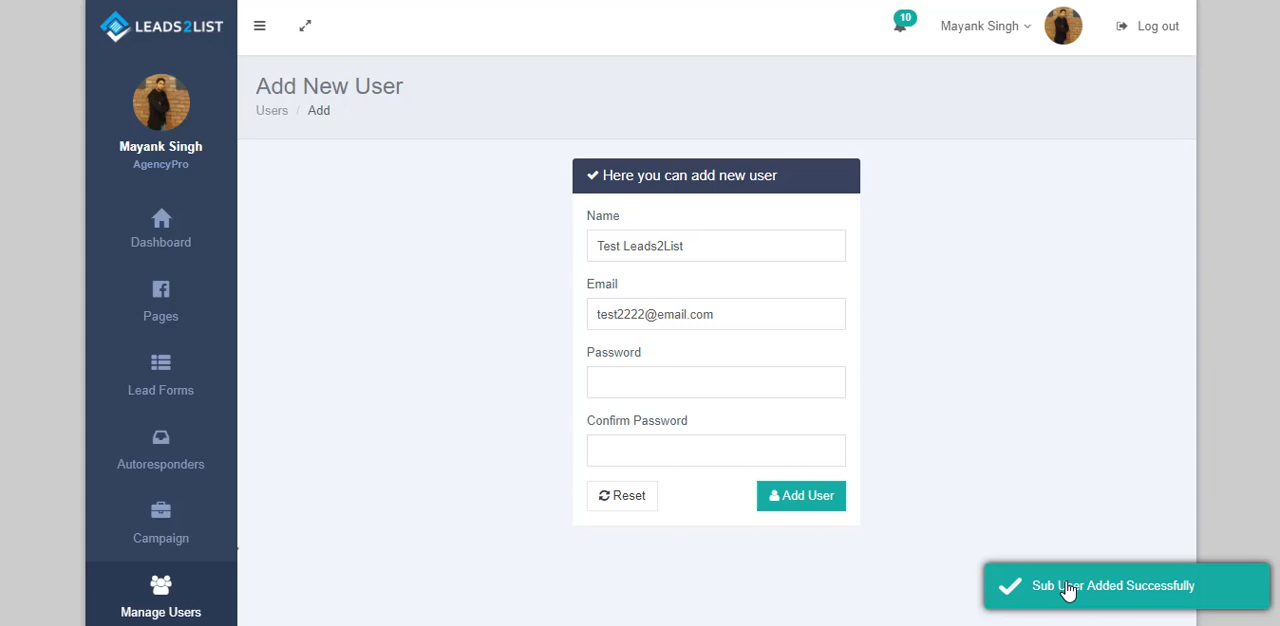 LEADS2LIST
10
Mayank Singh
Log out
Mayank Singh
AgencyPro
Dashboard
Pages
Lead Forms
Autoresponders
Campaign
Manage Users
Add New User
Users / Add
Here you can add new user
Name
Test Leads2List
Email
test2222@email.com
Password
Confirm Password
Reset
Add User
Sub User Added Successfully